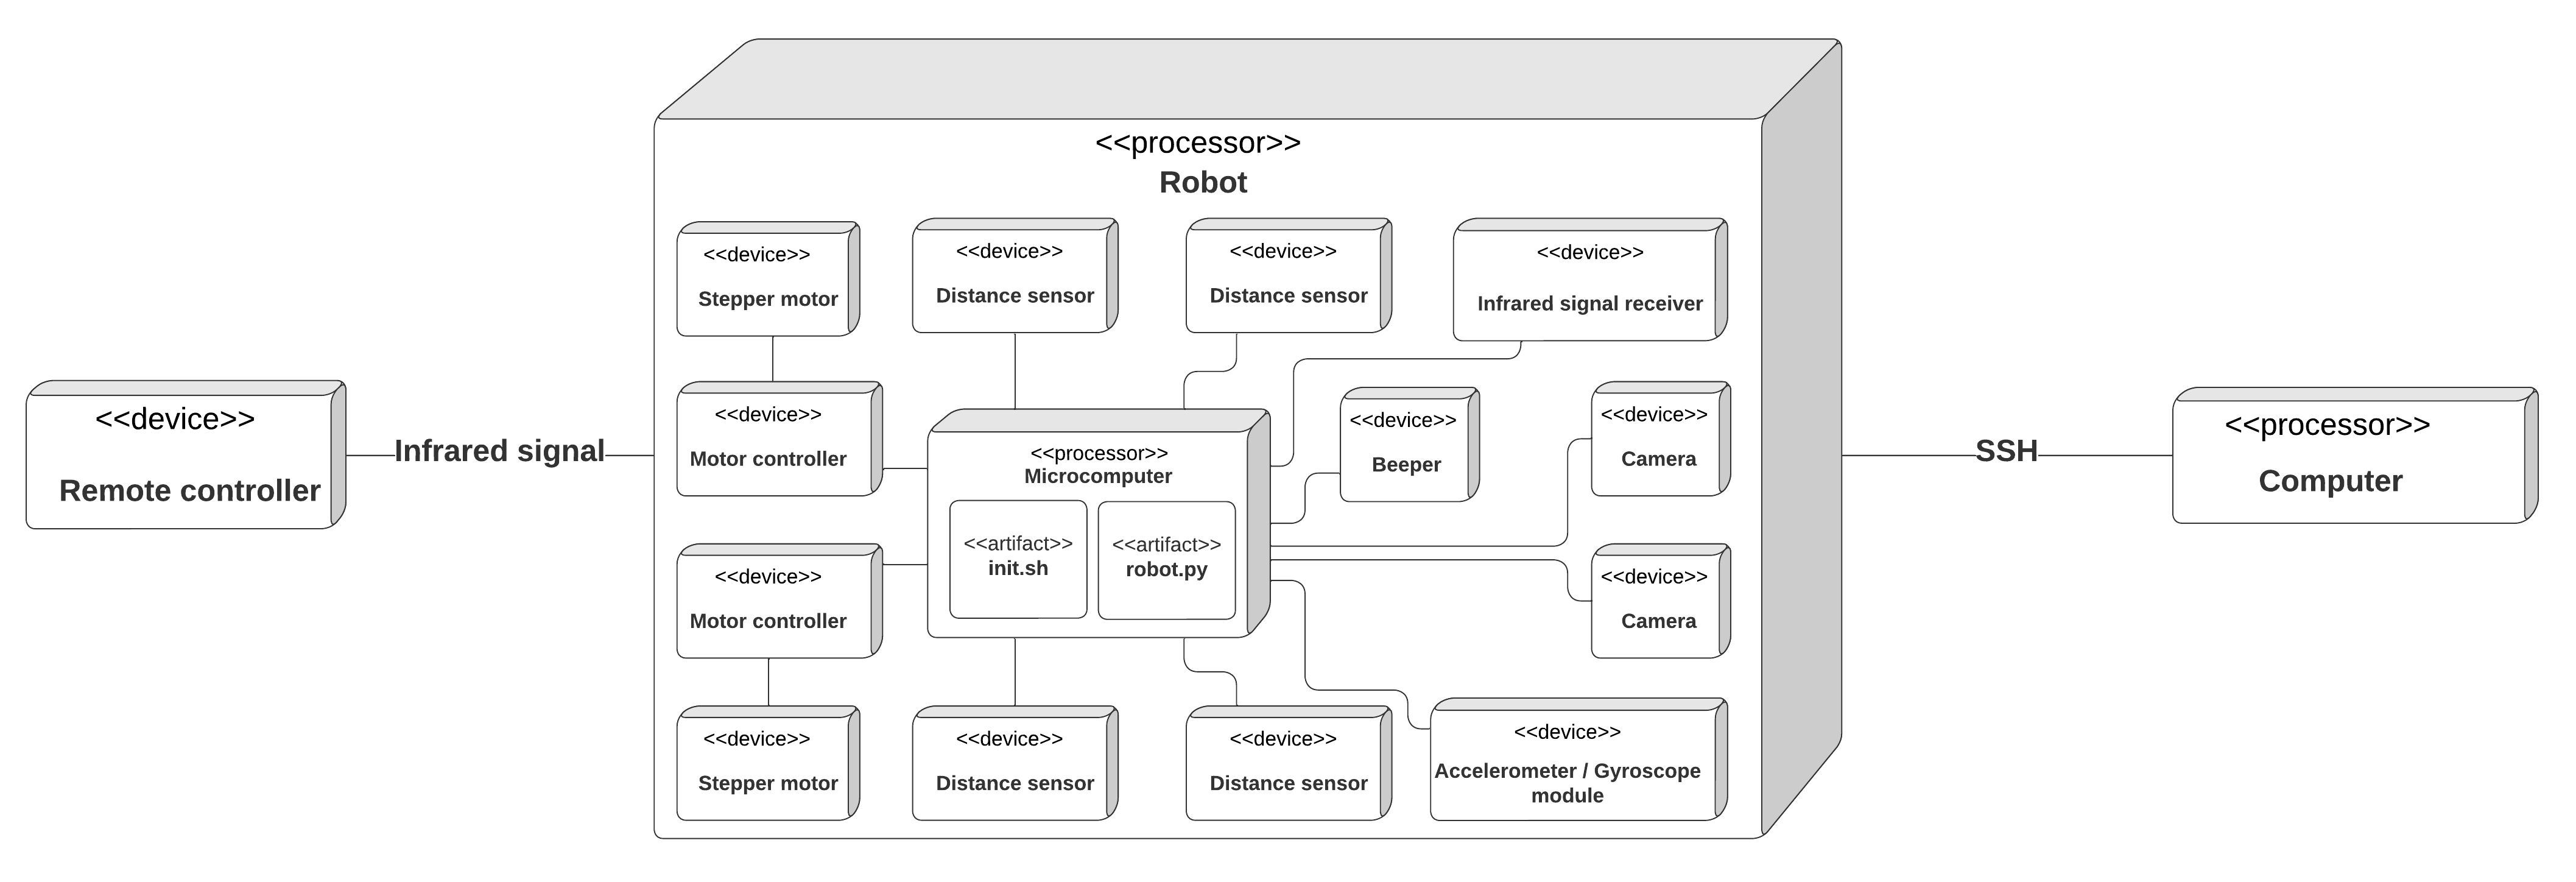 <<processor>>
Robot
<<device>>
Stepper motor
<<device>>
Distance sensor
<<device>>
Distance sensor
<<device>>
Infrared signal receiver
<<device>>
Remote controller
Infrared signal
<<device>>
Motor controller
<<processor>>
Microcomputer
<<artifact>>
init.sh
<<artifact>>
robot.py
<<device>>
Beeper
<<device>>
Camera
SSH
<<processor>>
Computer
<<device>>
Motor controller
<<device>>
Camera
<<device>>
Stepper motor
<<device>>
Distance sensor
<<device>>
Distance sensor
<<device>>
Accelerometer / Gyroscope
module